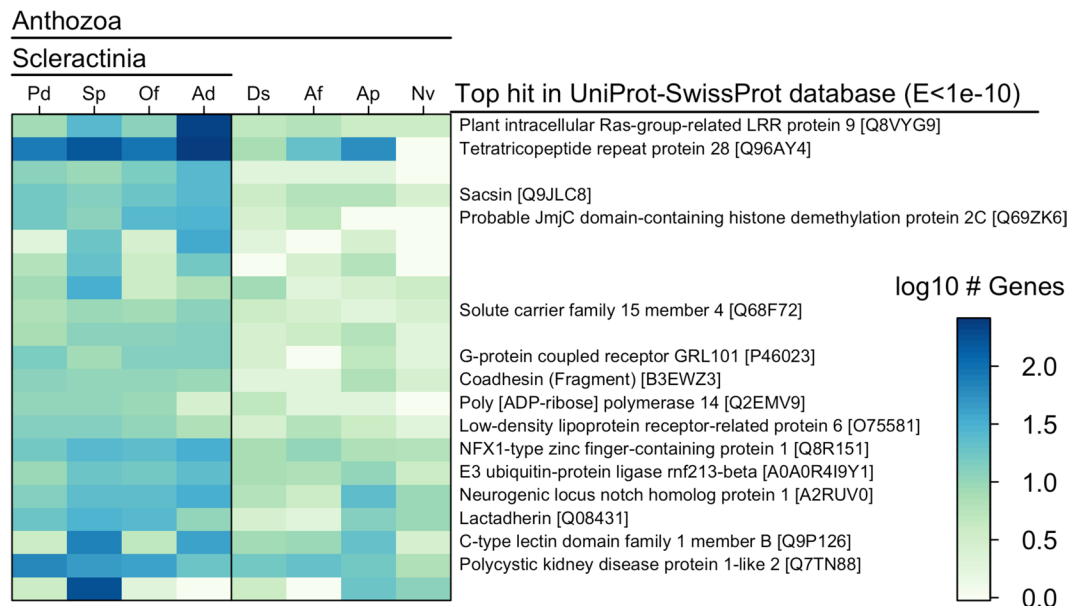 Anthozoa
Scleractinia
Pd Sp Of Ad Ds Af Ap Nv
Top hit in UniProt-SwissProt database (E<1e-10)
Plant intracellular Ras-group-related LRR protein 9 [Q8VYG9]
Tetratricopeptide repeat protein 28 [Q96AY4]
Sacsin [Q9JLC8]
Probable JmjC domain-containing histone demethylation protein 2C [Q69ZK6]
Solute carrier family 15 member 4 [Q68F72]
G-protein coupled receptor GRL101 [P46023]
Coadhesin (Fragment) [B3EWZ3]
Poly [ADP-ribose] polymerase 14 [Q2EMV9]
Low-density lipoprotein receptor-related protein 6 [O75581]
NFX1-type zinc finger-containing protein 1 [Q8R151]
E3 ubiquitin-protein ligase rnf213-beta [A0A0R4I9Y1]
Neurogenic locus notch homolog protein 1 [A2RUV0]
Lactadherin [Q08431]
C-type lectin domain family 1 member B [Q9P126]
Polycystic kidney disease protein 1-like 2 [Q7TN88]
log10 # Genes
2.0
1.5
1.0
0.5
0.0